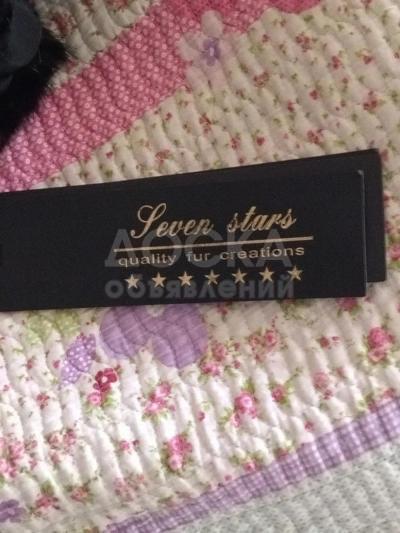 Seven stars
quality fur creations
ДОСКА
объявлений